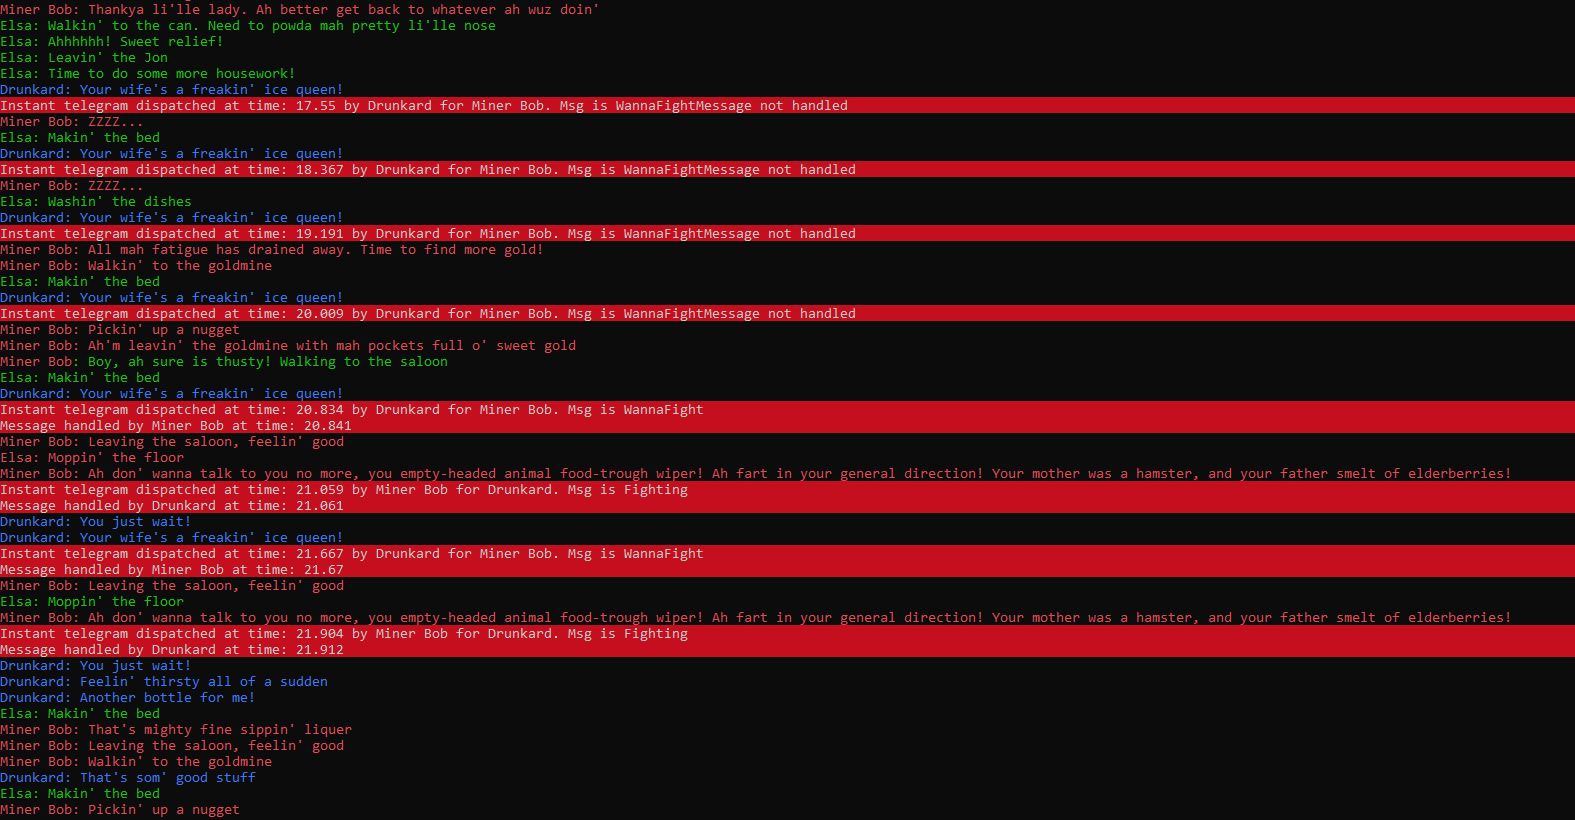 Miner Bob: Thankya li'lle lady. Ah better get back to whatever ah wuz doin'
Elsa: Walkin' to the can. Need to powda mah pretty li'lle nose
Elsa: Ahhhhhh! Sweet relief!
Elsa: Leavin' the Jon
Elsa: Time to do some more housework!
Drunkard: Your wife's a freakin' ice queen!
Instant telegram dispatched at time: 17.55 by Drunkard for Miner Bob. Msg is WannaFightMessage not handled
Miner Bob: ZZZZ...
Elsa: Makin' the bed
Drunkard: Your wife's a freakin' ice queen!
Instant telegram dispatched at time: 18.367 by Drunkard for Miner Bob. Msg is WannaFightMessage not handled
Miner Bob: ZZZZ...
Elsa: Washin' the dishes
Drunkard: Your wife's a freakin' ice queen!
Instant telegram dispatched at time: 19.191 by Drunkard for Miner Bob. Msg is WannaFightMessage not handled
Miner Bob: All mah fatigue has drained away. Time to find more gold!
Miner Bob: Walkin' to the goldmine
Elsa: Makin' the bed
Drunkard: Your wife's a freakin' ice queen!
Instant telegram dispatched at time: 20.009 by Drunkard for Miner Bob. Msg is WannaFightMessage not handled
Miner Bob: Pickin' up a nugget
Miner Bob: Ah'm leavin' the goldmine with mah pockets full o' sweet gold
Miner Bob: Boy, ah sure is thusty! Walking to the saloon
Elsa: Makin' the bed
Drunkard: Your wife's a freakin' ice queen!
Instant telegram dispatched at time: 20.834 by Drunkard for Miner Bob. Msg is WannaFight
Message handled by Miner Bob at time: 20.841
Miner Bob: Leaving the saloon, feelin' good
Elsa: Moppin' the floor
Miner Bob: Ah don' wanna talk to you no more, you empty-headed animal food-trough wiper! Ah fart in your general direction! Your mother was a hamster, and your father smelt of elderberries!
Instant telegram dispatched at time: 21.059 by Miner Bob for Drunkard. Msg is Fighting
Message handled by Drunkard at time: 21.061
Drunkard: You just wait!
Drunkard: Your wife's a freakin' ice queen!
Instant telegram dispatched at time: 21.667 by Drunkard for Miner Bob. Msg is WannaFight
Message handled by Miner Bob at time: 21.67
Miner Bob: Leaving the saloon, feelin' good
Elsa: Moppin' the floor
Miner Bob: Ah don' wanna talk to you no more, you empty-headed animal food-trough wiper! Ah fart in your general direction! Your mother was a hamster, and your father smelt of elderberries!
Instant telegram dispatched at time: 21.904 by Miner Bob for Drunkard. Msg is Fighting
Message handled by Drunkard at time: 21.912
Drunkard: You just wait!
Drunkard: Feelin' thirsty all of a sudden
Drunkard: Another bottle for me!
Elsa: Makin' the bed
Miner Bob: That's mighty fine sippin' liquer
Miner Bob: Leaving the saloon, feelin' good
Miner Bob: Walkin' to the goldmine
Drunkard: That's som' good stuff
Elsa: Makin' the bed
Miner Bob: Pickin' up a nugget